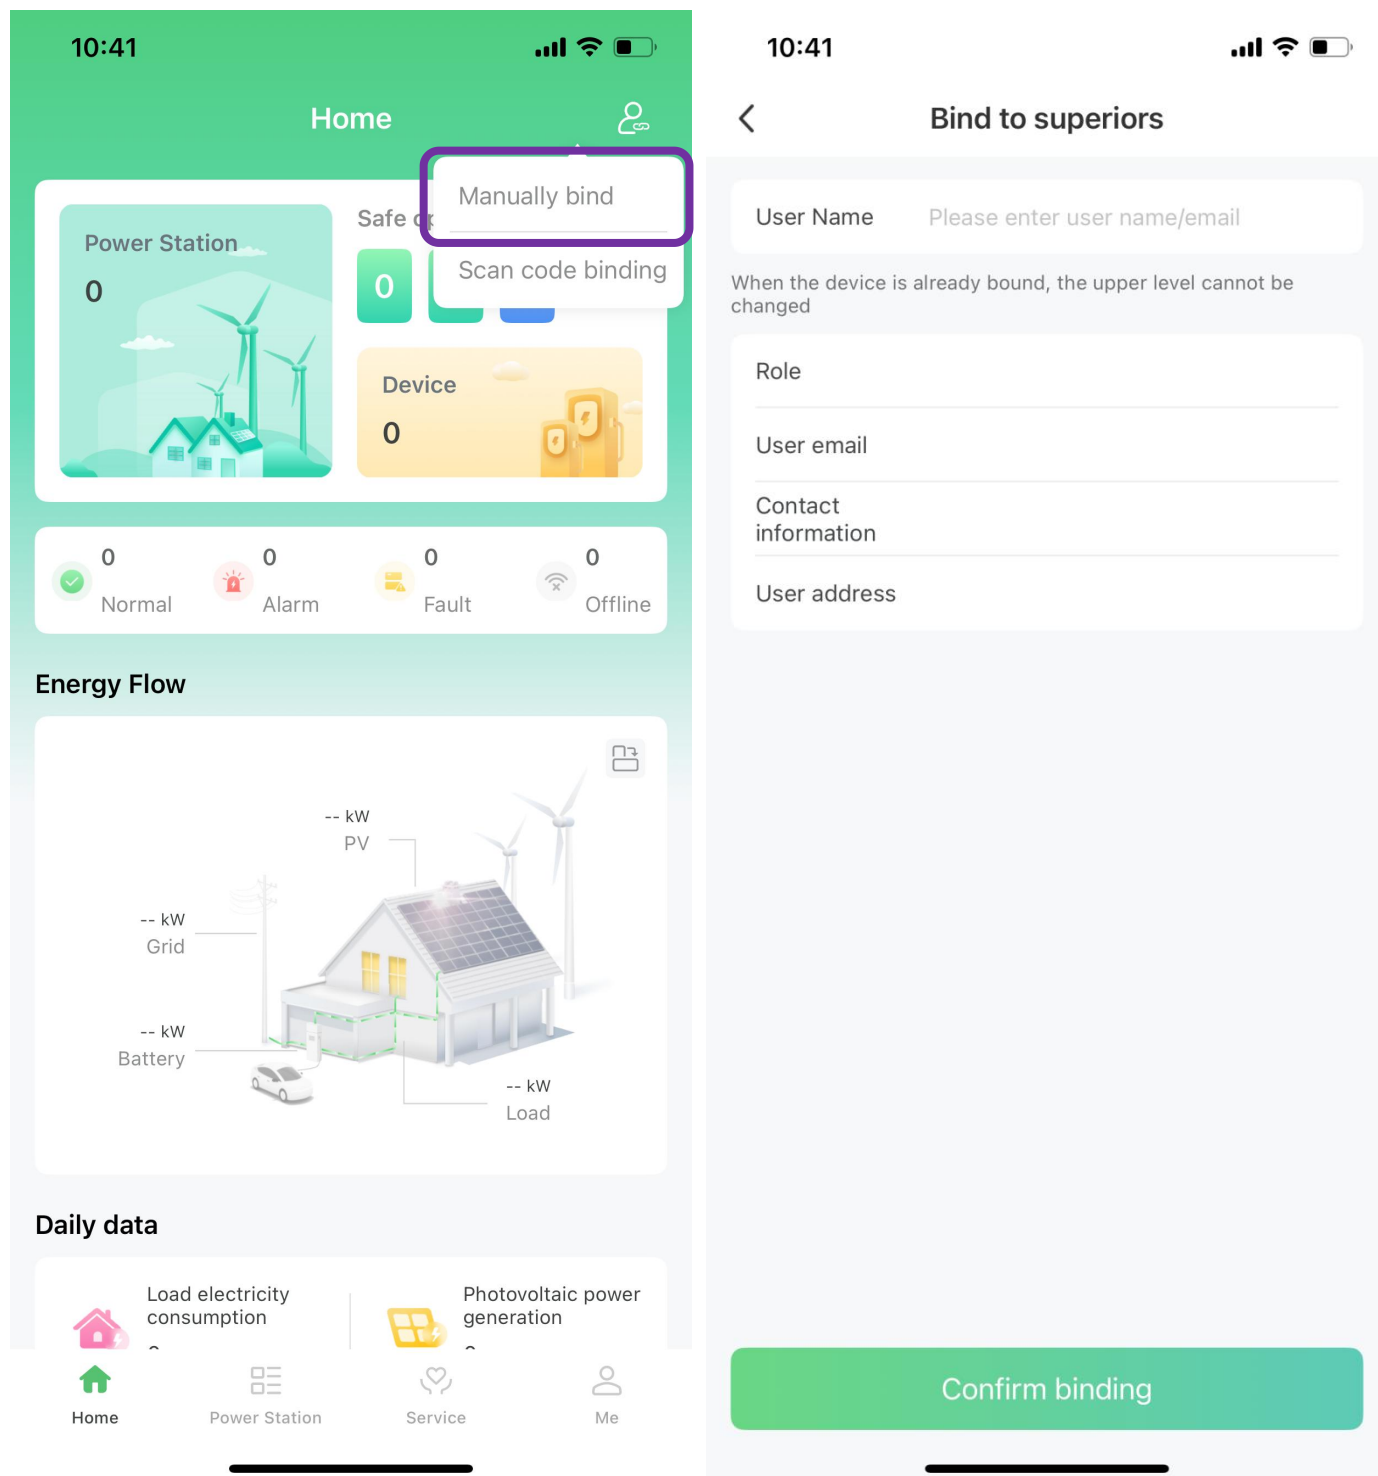 10:41
Home
Manually bind
Scan code binding
Power Station
0
Safe
0
Device
0
0
Normal
0
Alarm
0
Fault
0
Offline
Energy Flow
-- kW
PV
-- kW
Grid
-- kW
Battery
-- kW
Load
Daily data
Load electricity
consumption
Photovoltaic power
generation
Home
Power Station
Service
Me
10:41
Bind to superiors
User Name
Please enter user name/email
When the device is already bound, the upper level cannot be
changed
Role
User email
Contact
information
User address
Confirm binding